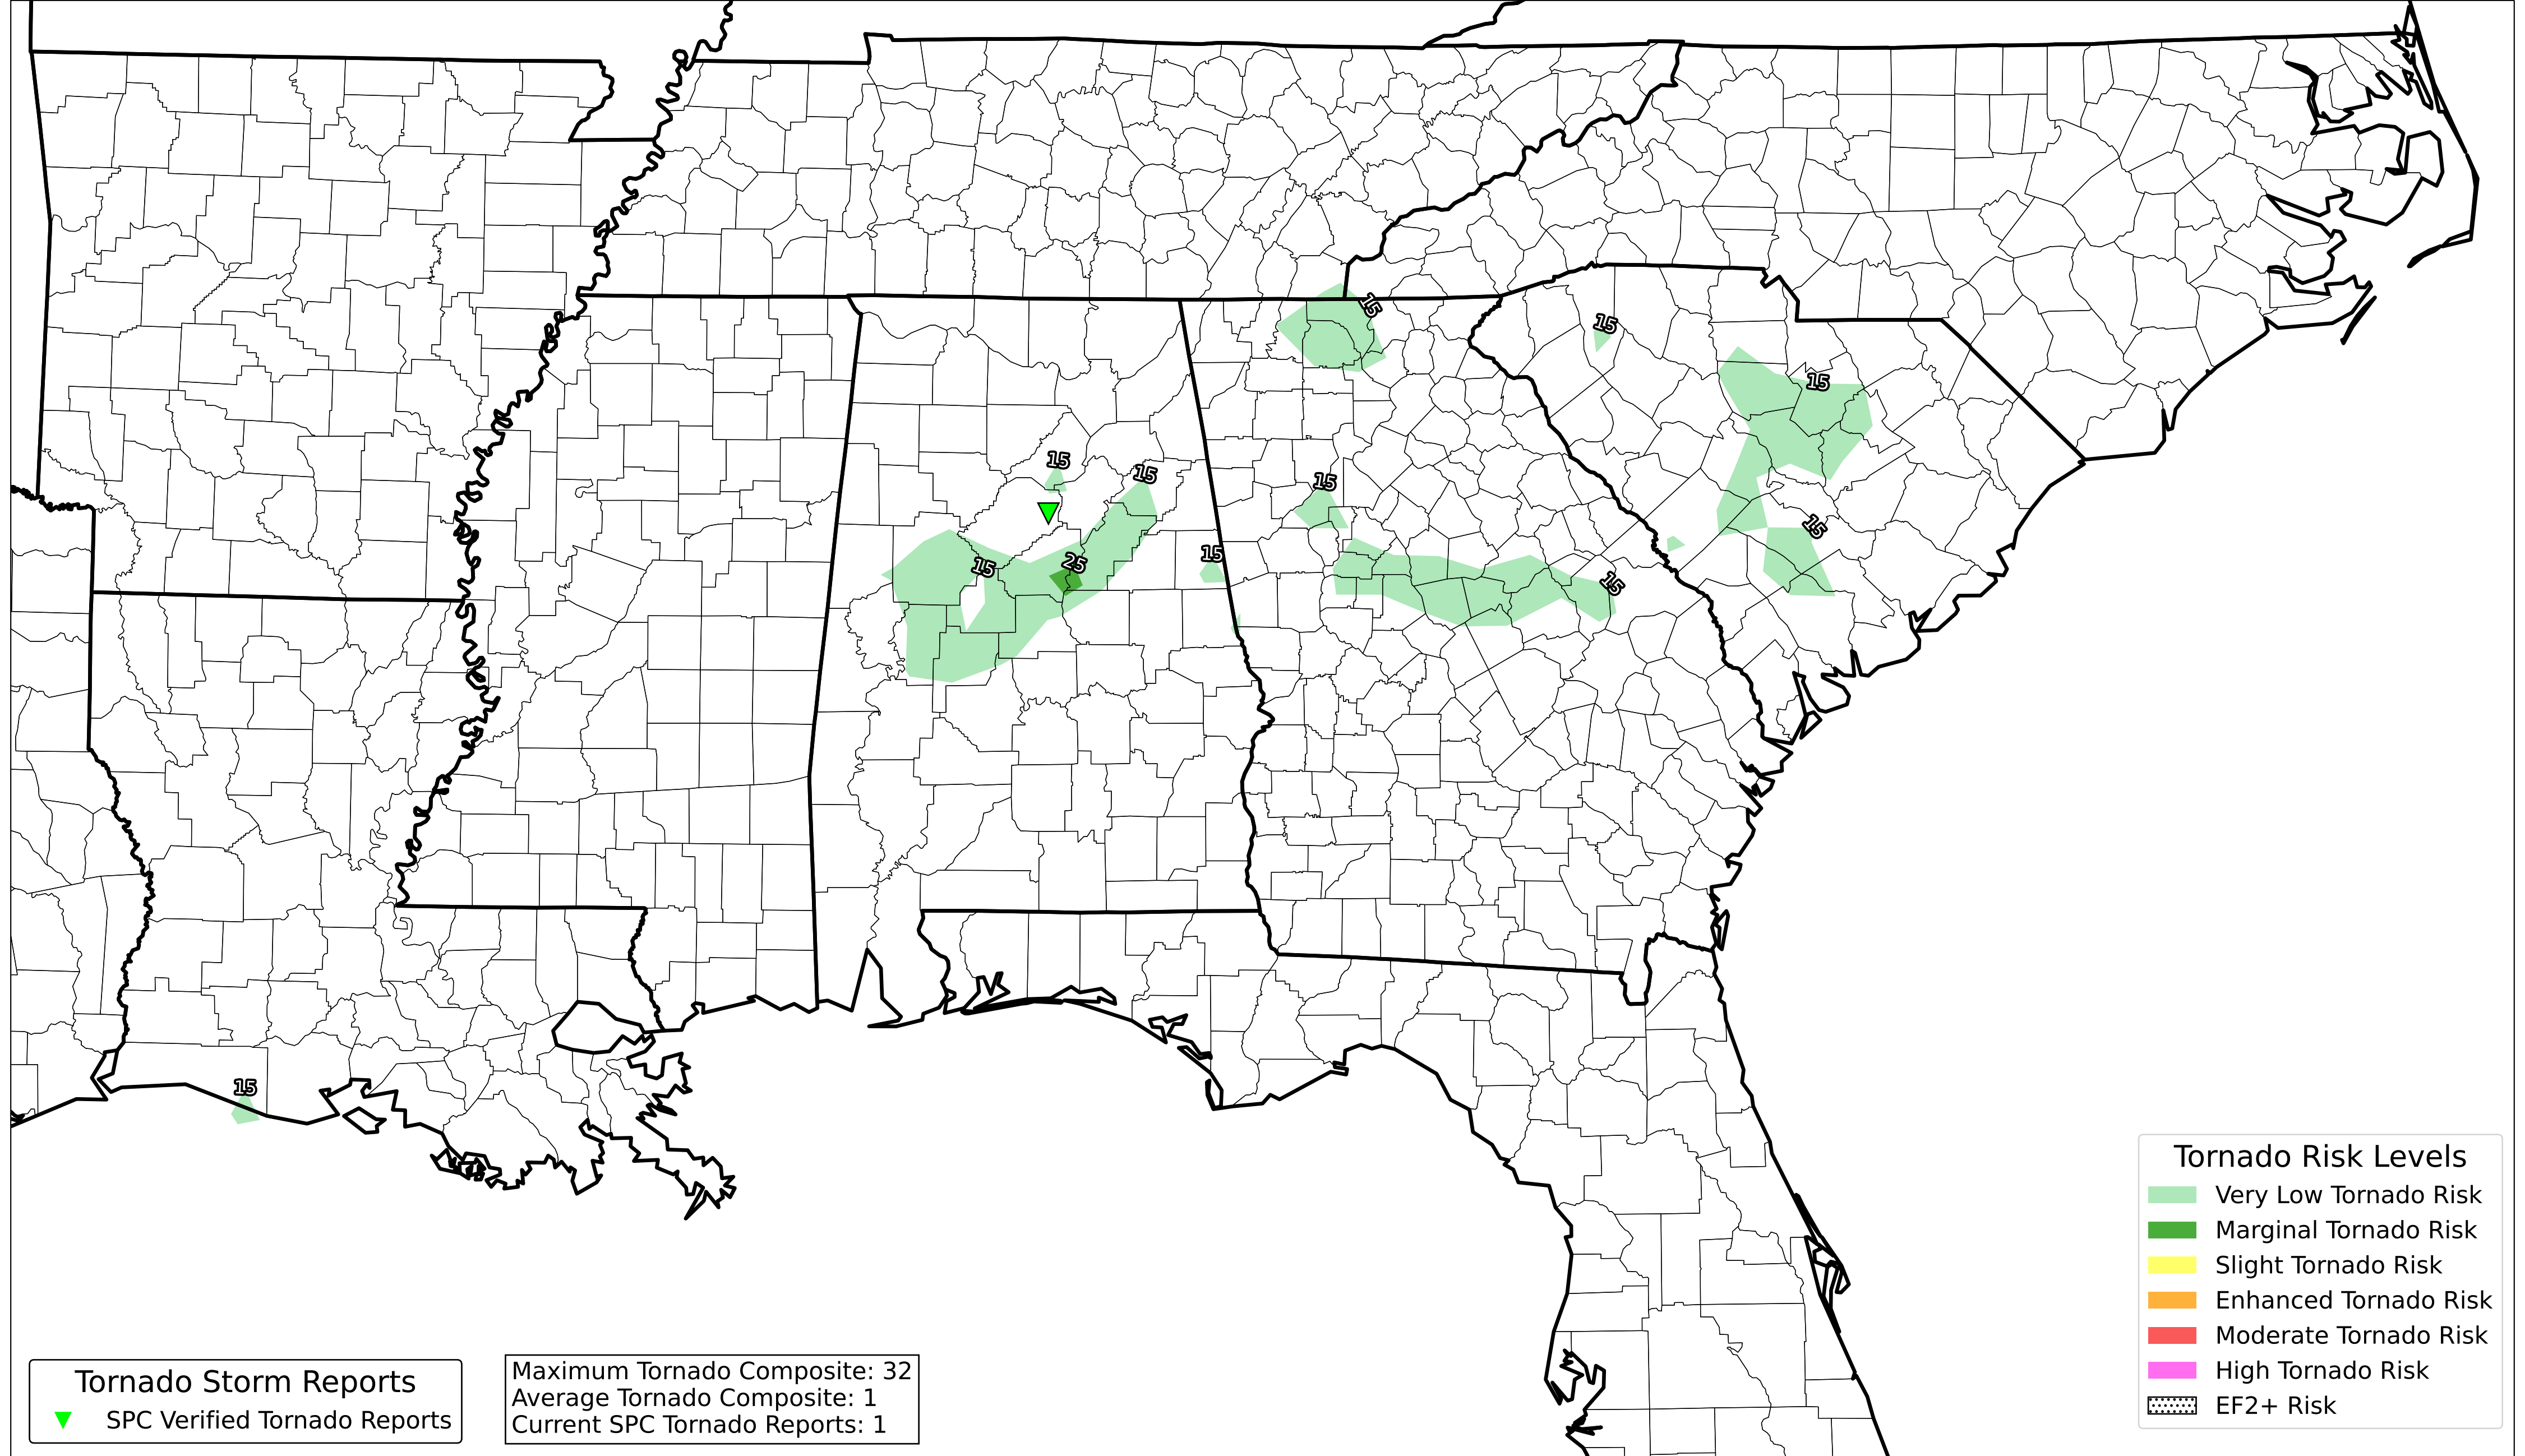 15
15
15
15
15
15
15
25
15
15
15
15
Tornado Risk Levels
Very Low Tornado Risk
Marginal Tornado Risk
Slight Tornado Risk
Enhanced Tornado Risk
Moderate Tornado Risk
High Tornado Risk
EF2+ Risk
Tornado Storm Reports
SPC Verified Tornado Reports
Maximum Tornado Composite: 32
Average Tornado Composite: 1
Current SPC Tornado Reports: 1